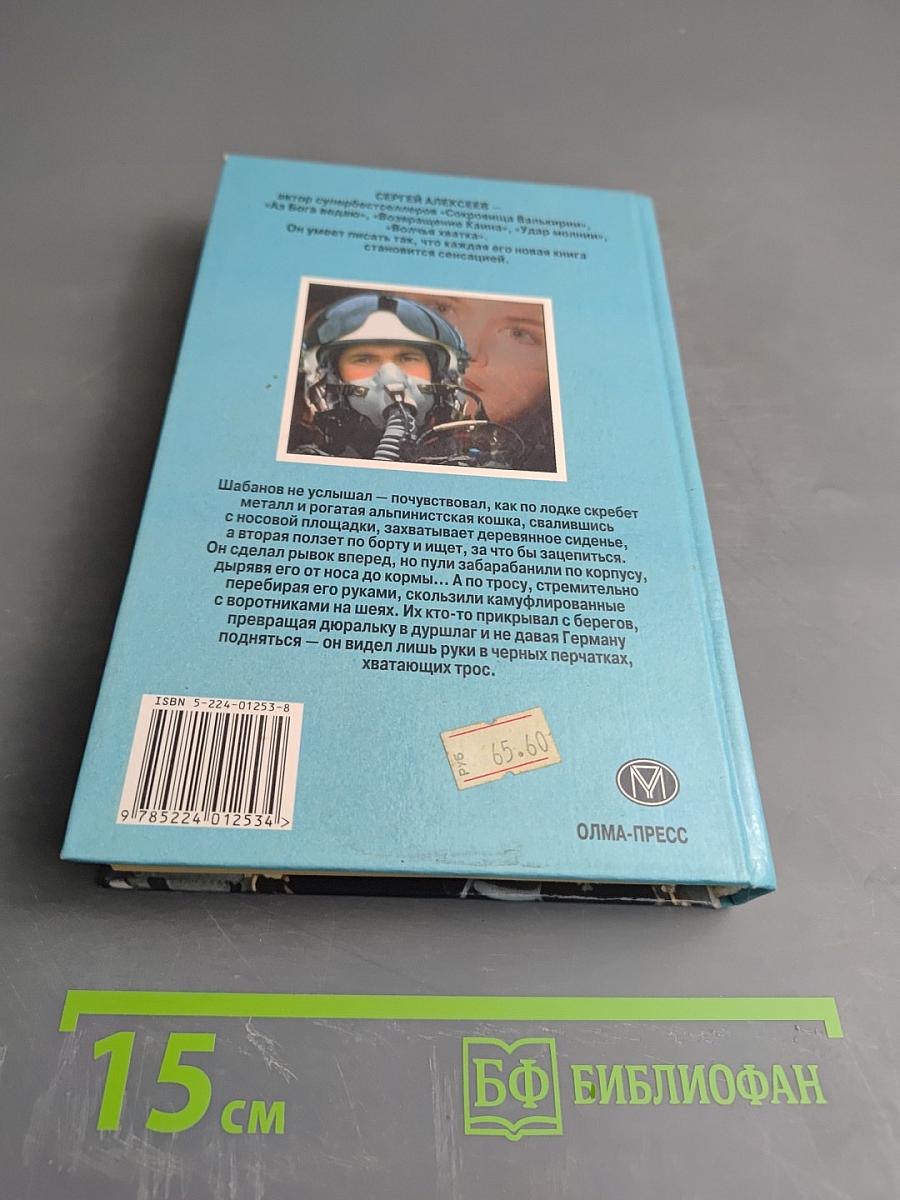 СЕРГЕЙ АЛЕКСЕЕВ —
автор супербестселлеров «Сокровища Валькирии»,
«Аз Бога ведаю», «Возвращение Каина», «Удар молнии»,
«Волчья хватка».
Он умеет писать так, что каждая его новая книга
становится сенсацией.
Шабанов не услышал — почувствовал, как по лодке скребет
металл и рогатая альпинистская кошка, свалившись
с носовой площадки, захватывает деревянное сиденье,
а вторая ползет по борту и ищет, за что бы зацепиться.
Он сделал рывок вперед, но пули забарабанили по корпусу,
дырявя его от носа до кормы... А по тросу, стремительно
перебирая его руками, скользили камуфлированные
с воротниками на шеях. Их кто-то прикрывал с берегов,
превращая дюральку в дуршлаг и не давая Герману
подняться — он видел лишь руки в черных перчатках,
хватающих трос.
ISBN 5-224-01253-8
9 785224 012534 >
РУБ 65.60
ОЛМА-ПРЕСС
15 см
БФ БИБЛИОФАН